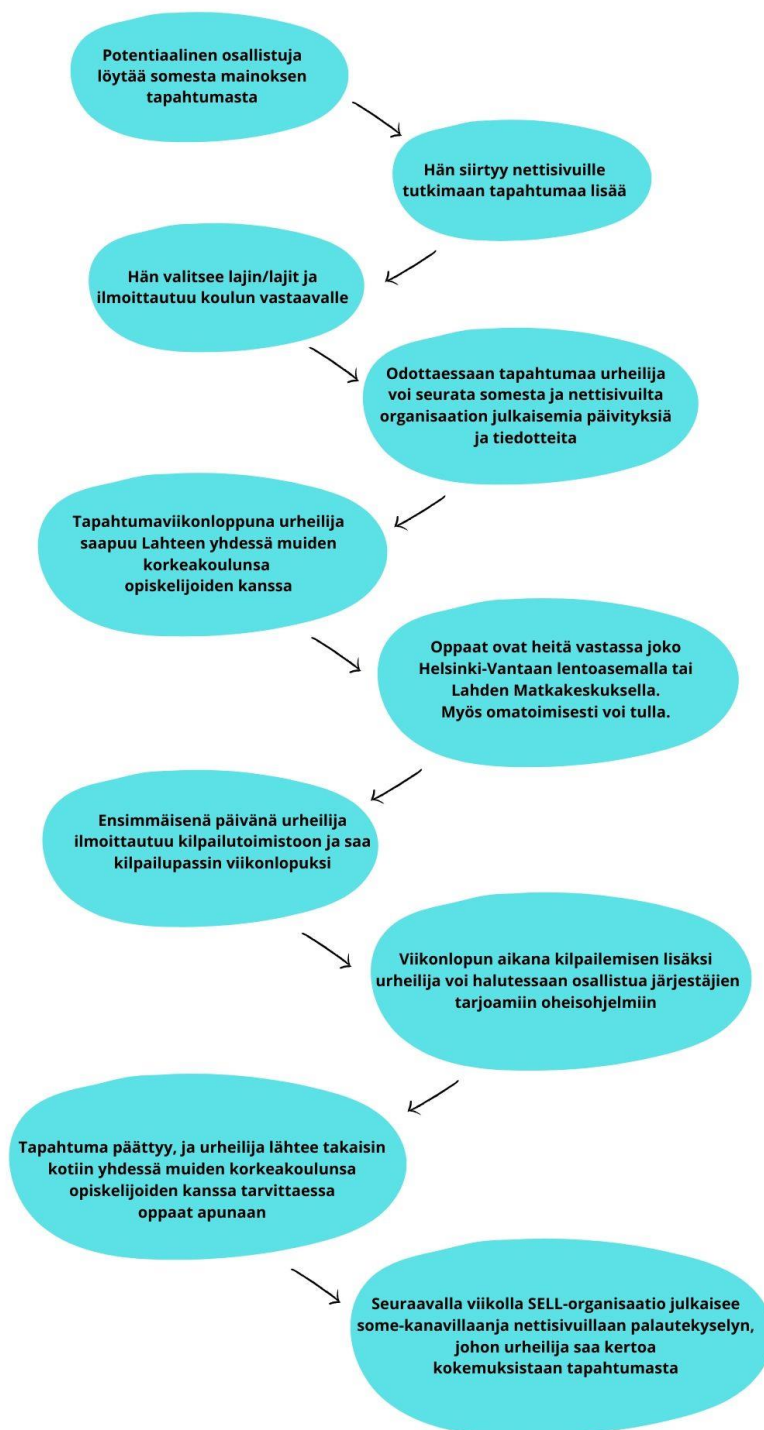 Potentiaalinen osallistuja
löytää somesta mainoksen
tapahtumasta
Hän siirtyy nettisivuille
tutkimaan tapahtumaa lisää
Hän valitsee lajin/lajit ja
ilmoittautuu koulun vastaavalle
Odottaessaan tapahtumaa urheilija
voi seurata somesta ja nettisivuilta
organisaation julkaisemia päivityksiä
ja tiedotteita
Tapahtumaviikonloppuna urheilija
saapuu Lahteen yhdessä muiden
korkeakoulunsa
opiskelijoiden kanssa
Oppaat ovat heitä vastassa joko
Helsinki-Vantaan lentoasemalla tai
Lahden Matkakeskuksella.
Myös omatoimisesti voi tulla.
Ensimmäisenä päivänä urheilija
ilmoittautuu kilpailutoimistoon ja saa
kilpailupassin viikonlopuksi
Viikonlopun aikana kilpailemisen lisäksi
urheilija voi halutessaan osallistua järjestäjien
tarjoamiin oheisohjelmiin
Tapahtuma päättyy, ja urheilija lähtee takaisin
kotiin yhdessä muiden korkeakoulunsa
opiskelijoiden kanssa tarvittaessa
oppaat apunaan
Seuraavalla viikolla SELL-organisaatio julkaisee
some-kanavillaanja nettisivuillaan palautekyselyn,
johon urheilija saa kertoa
kokemuksistaan tapahtumasta